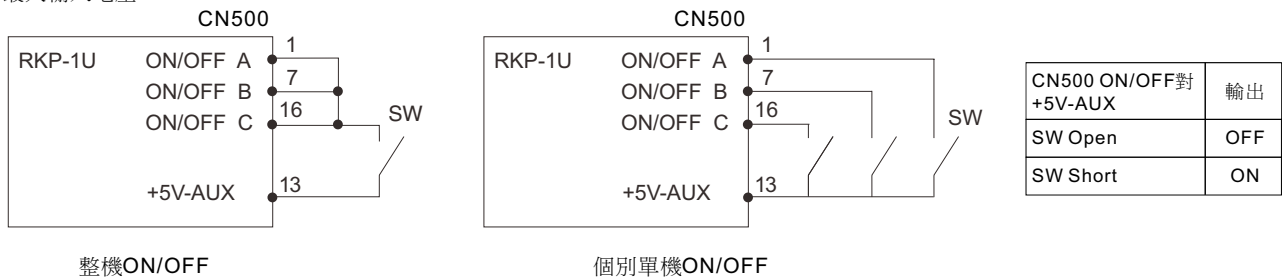 CN500
RKP-1U
ON/OFF A
1
ON/OFF B
7
ON/OFF C
16
SW
+5V-AUX
13
整機ON/OFF
CN500
RKP-1U
ON/OFF A
1
ON/OFF B
7
ON/OFF C
16
SW
+5V-AUX
13
個別單機ON/OFF
CN500 ON/OFF對
+5V-AUX
輸出
SW Open
OFF
SW Short
ON